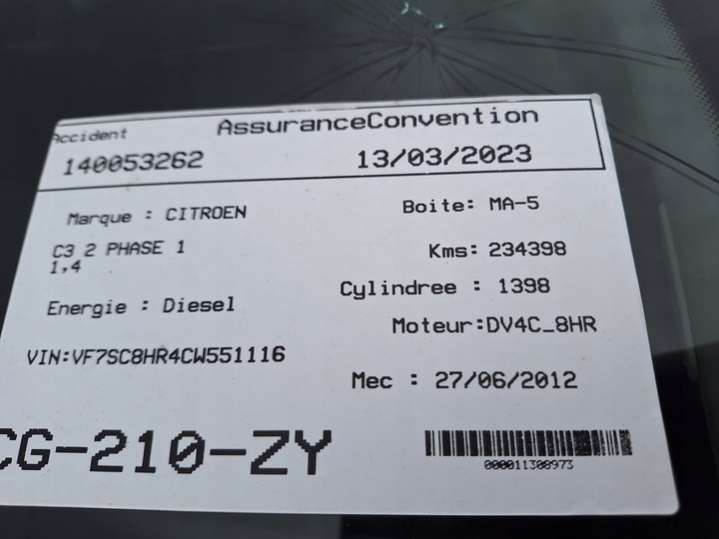 Accident AssuranceConvention
140053262 13/03/2023
Marque : CITROEN Boite: MA-5
C3 2 PHASE 1 Kms: 234398
1,4
Cylindree : 1398
Energie : Diesel
Moteur:DV4C_8HR
VIN:VF7SC8HR4CW551116
Mec : 27/06/2012
CG-210-ZY
000011308973